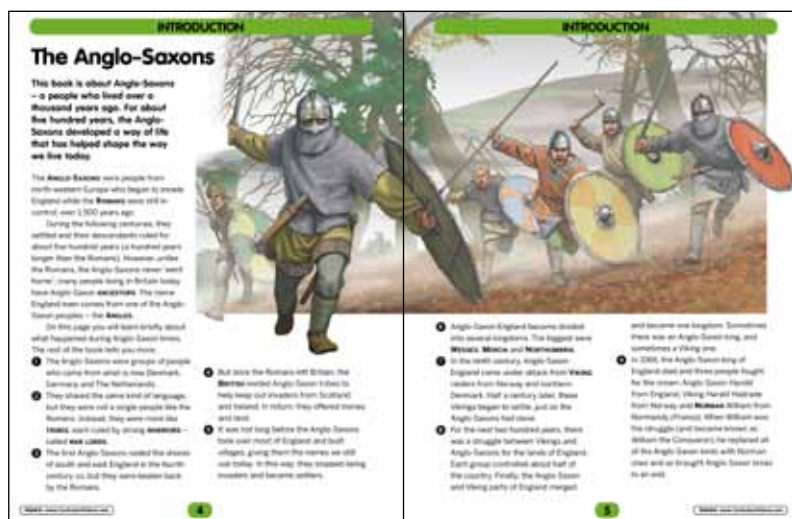 INTRODUCTION
The Anglo-Saxons
This book is about Anglo-Saxons
– a people who lived over a
thousand years ago. For about
five hundred years, the Anglo-
Saxons developed a way of life
that has helped shape the way
we live today.
The ANGLO-SAXONS were people from
north-western Europe who began to invade
England while the ROMANS were still in
control, over 1,500 years ago.
During the following centuries, they
settled and their descendants ruled for
about five hundred years (a hundred years
longer than the Romans). However, unlike
the Romans, the Anglo-Saxons never 'went
home'; many people living in Britain today
have Anglo-Saxon ANCESTORS. The name
England even comes from one of the Anglo-
Saxon peoples – the ANGLES.
On this page you will learn briefly about
what happened during Anglo-Saxon times.
The rest of the book tells you more.
1 The Anglo-Saxons were groups of people
who came from what is now Denmark,
Germany and The Netherlands.
2 They shared the same kind of language,
but they were not a single people like the
Romans. Instead, they were more like
TRIBES, each ruled by strong WARRIORS –
called WAR LORDS.
3 The first Anglo-Saxons raided the shores
of south and east England in the fourth
century AD, but they were beaten back
by the Romans.
4 But once the Romans left Britain, the
BRITISH invited Anglo-Saxon tribes to
help keep out invaders from Scotland
and Ireland. In return they offered money
and land.
5 It was not long before the Anglo-Saxons
took over most of England and built
villages, giving them the names we still
use today. In this way, they stopped being
invaders and became settlers.
4
INTRODUCTION
6 Anglo-Saxon England became divided
into several kingdoms. The biggest were
WESSEX, MERCIA and NORTHUMBRIA.
7 In the ninth century, Anglo-Saxon
England came under attack from VIKING
raiders from Norway and northern
Denmark. Half a century later, these
Vikings began to settle, just as the
Anglo-Saxons had done.
8 For the next two hundred years, there
was a struggle between Vikings and
Anglo-Saxons for the lands of England.
Each group controlled about half of
the country. Finally, the Anglo-Saxon
and Viking parts of England merged
and became one kingdom. Sometimes
there was an Anglo-Saxon king, and
sometimes a Viking one.
9 In 1066, the Anglo-Saxon king of
England died and three people fought
for the crown: Anglo-Saxon Harold
from England, Viking Harald Hadrada
from Norway and NORMAN William from
Normandy (France). When William won
the struggle (and became known as
William the Conqueror), he replaced all
of the Anglo-Saxon lords with Norman
ones and so brought Anglo-Saxon times
to an end.
5